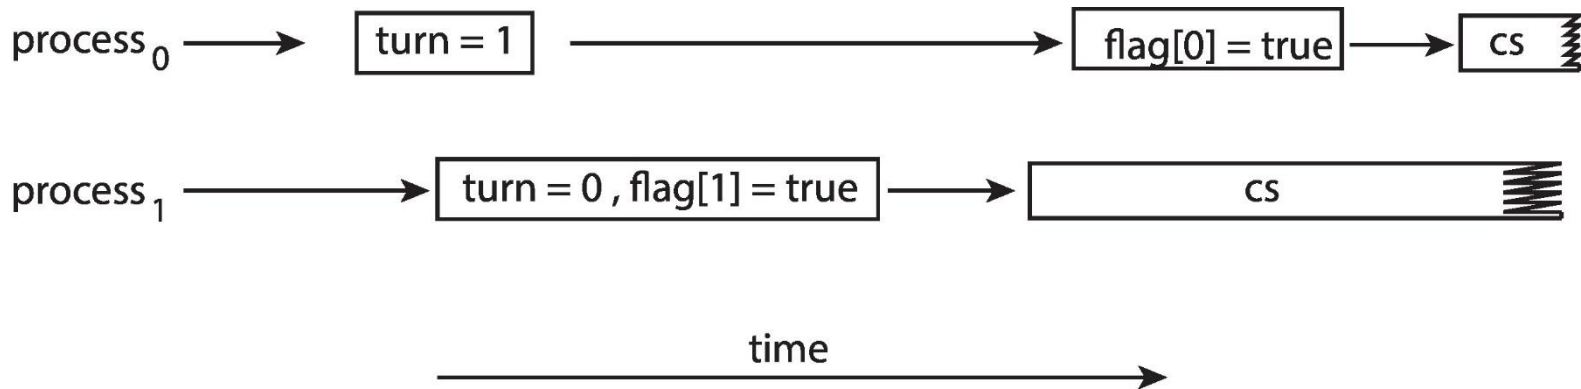 process0 turn = 1 flag[0] = true cs
process1 turn = 0 , flag[1] = true cs
time